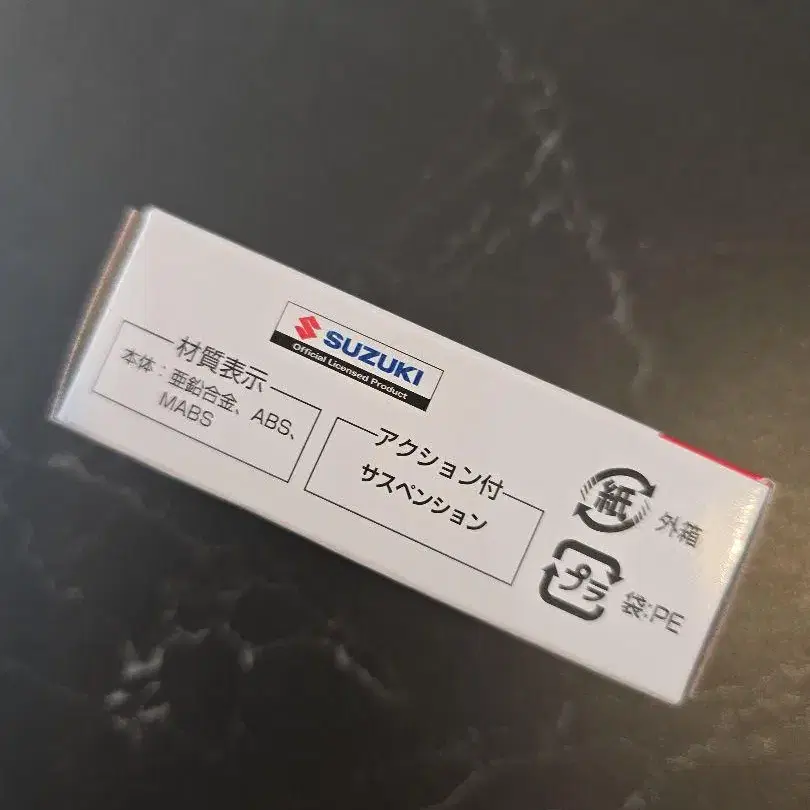 SUZUKI
Official Licensed Product
材質表示
本体：亜鉛合金、ABS、
MABS
アクション付
サスペンション
紙 外箱
プラ 袋:PE